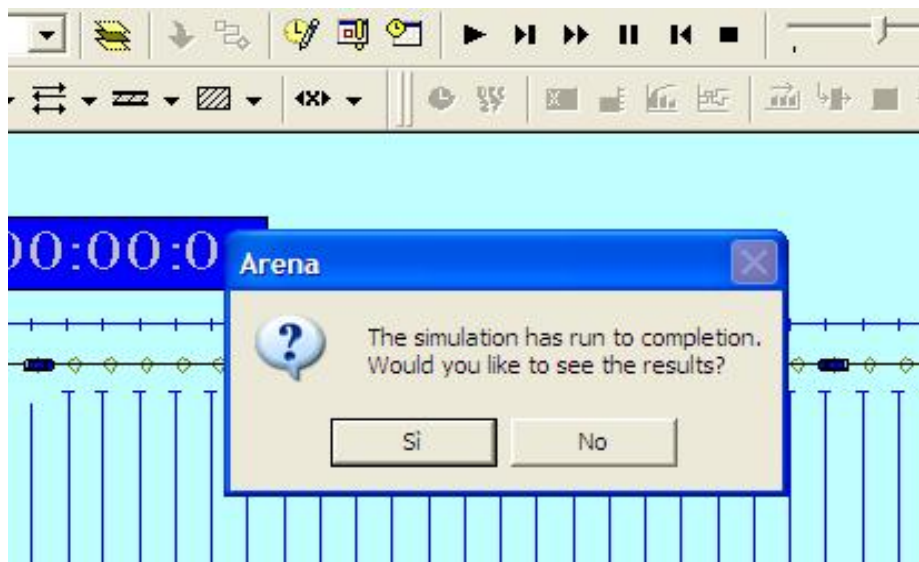 00:00:0
Arena
The simulation has run to completion.
Would you like to see the results?
Sì
No